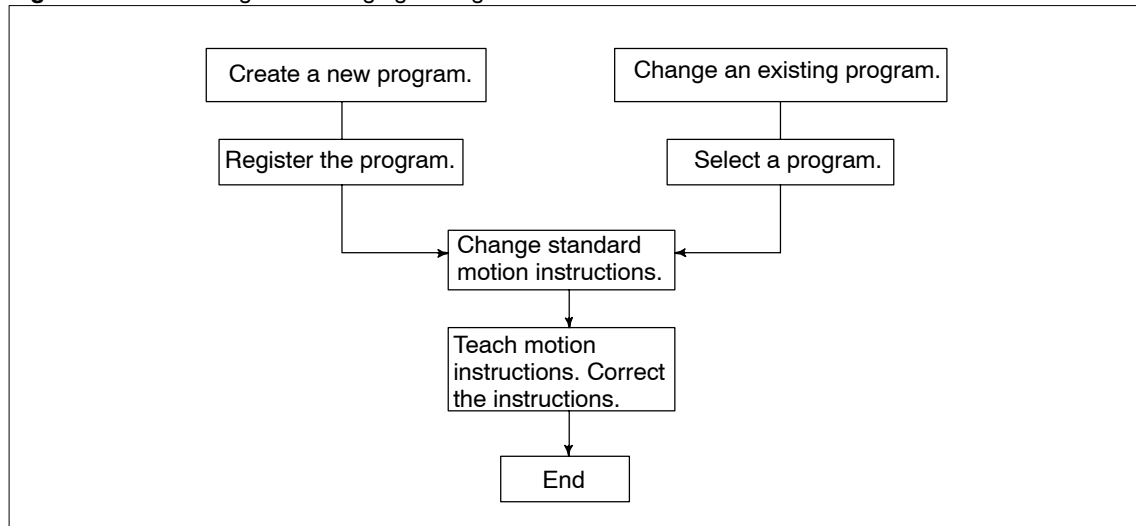 Create a new program.
Change an existing program.
Register the program.
Select a program.
Change standard
motion instructions.
Teach motion
instructions. Correct
the instructions.
End